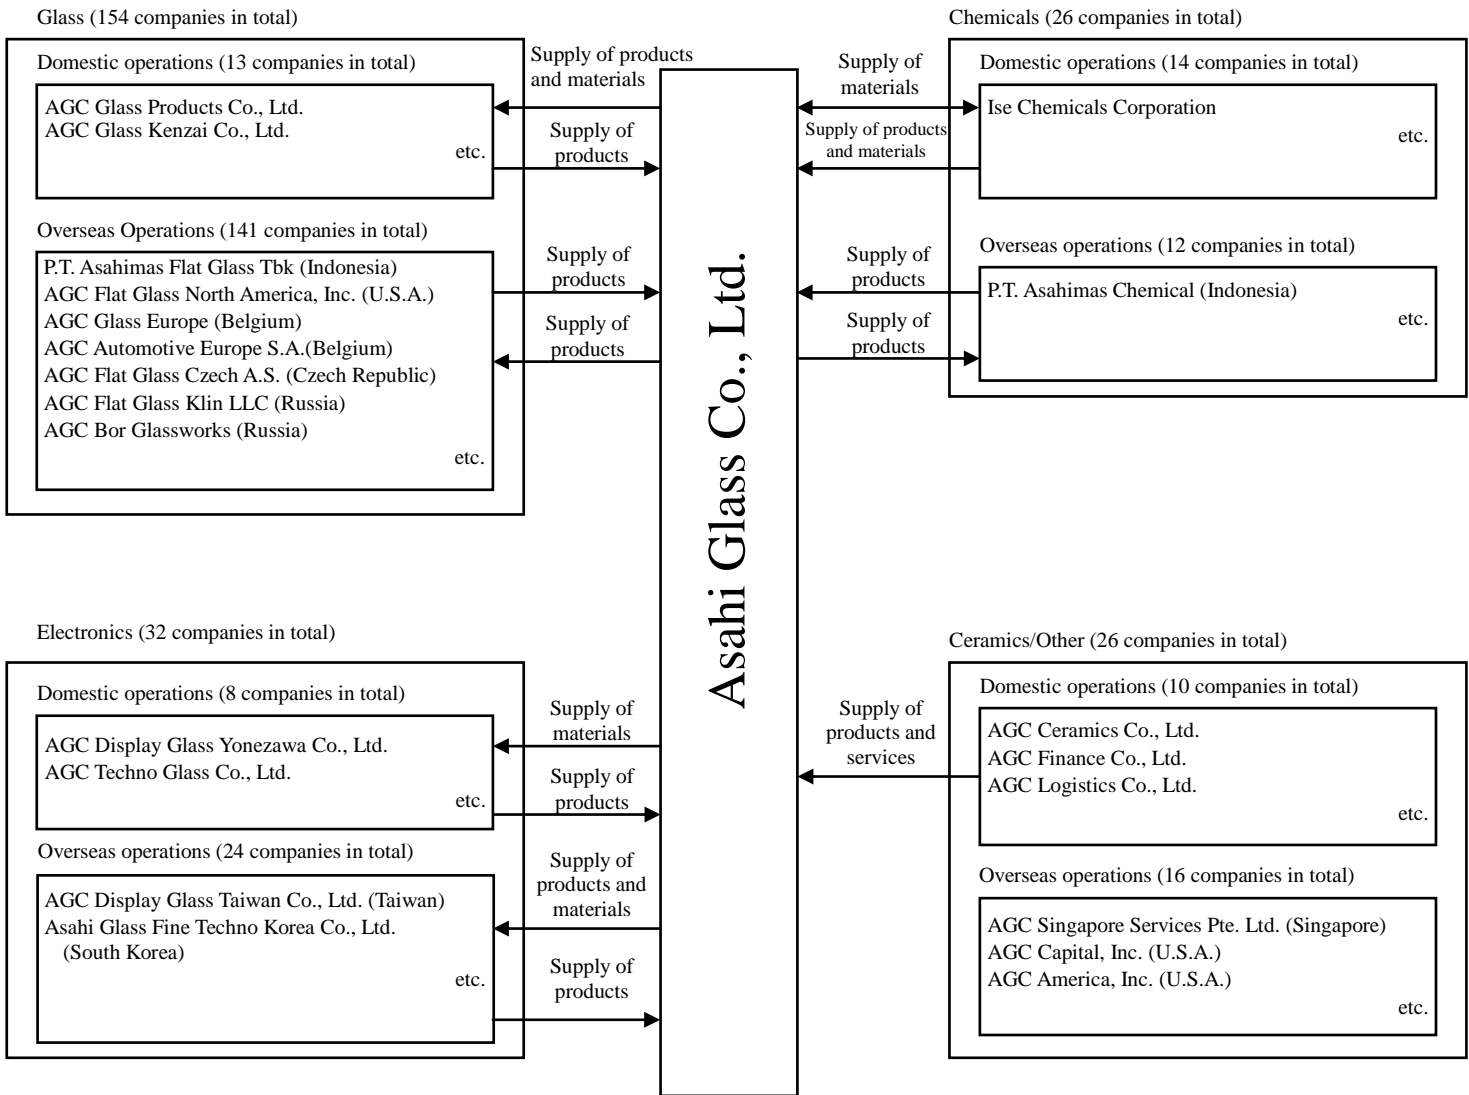 Glass (154 companies in total)
Domestic operations (13 companies in total)
AGC Glass Products Co., Ltd.
AGC Glass Kenzai Co., Ltd.
etc.
Supply of products
and materials
Supply of
products
Overseas Operations (141 companies in total)
P.T. Asahimas Flat Glass Tbk (Indonesia)
AGC Flat Glass North America, Inc. (U.S.A.)
AGC Glass Europe (Belgium)
AGC Automotive Europe S.A.(Belgium)
AGC Flat Glass Czech A.S. (Czech Republic)
AGC Flat Glass Klin LLC (Russia)
AGC Bor Glassworks (Russia)
etc.
Supply of
products
Supply of
products
Electronics (32 companies in total)
Domestic operations (8 companies in total)
AGC Display Glass Yonezawa Co., Ltd.
AGC Techno Glass Co., Ltd.
etc.
Supply of
materials
Supply of
products
Overseas operations (24 companies in total)
AGC Display Glass Taiwan Co., Ltd. (Taiwan)
Asahi Glass Fine Techno Korea Co., Ltd.
(South Korea)
etc.
Supply of
products and
materials
Supply of
products
Asahi Glass Co., Ltd.
Chemicals (26 companies in total)
Supply of
materials
Supply of products
and materials
Domestic operations (14 companies in total)
Ise Chemicals Corporation
etc.
Supply of
products
Supply of
products
Overseas operations (12 companies in total)
P.T. Asahimas Chemical (Indonesia)
etc.
Ceramics/Other (26 companies in total)
Supply of
products and
services
Domestic operations (10 companies in total)
AGC Ceramics Co., Ltd.
AGC Finance Co., Ltd.
AGC Logistics Co., Ltd.
etc.
Overseas operations (16 companies in total)
AGC Singapore Services Pte. Ltd. (Singapore)
AGC Capital, Inc. (U.S.A.)
AGC America, Inc. (U.S.A.)
etc.